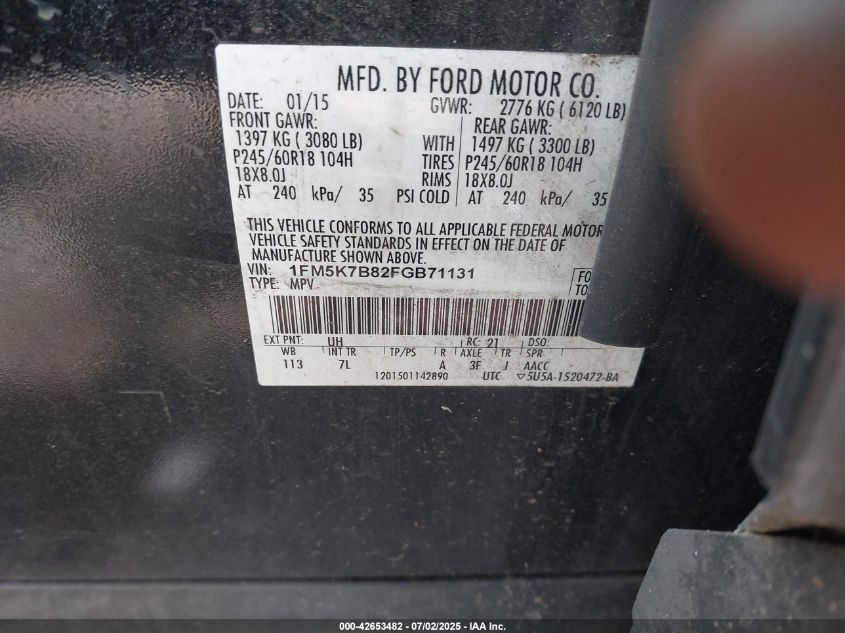 MFD. BY FORD MOTOR CO.
DATE: 01/15 GVWR: 2776 KG ( 6120 LB)
FRONT GAWR: REAR GAWR:
1397 KG ( 3080 LB) WITH 1497 KG ( 3300 LB)
P245/60R18 104H TIRES P245/60R18 104H
18X8.0J RIMS 18X8.0J
AT 240 kPa/ 35 PSI COLD AT 240 kPa/ 35
THIS VEHICLE CONFORMS TO ALL APPLICABLE FEDERAL MOTOR
VEHICLE SAFETY STANDARDS IN EFFECT ON THE DATE OF
MANUFACTURE SHOWN ABOVE.
VIN: 1FM5K7B82FGB71131 FO
TYPE: MPV TO
EXT PNT: UH RC: 21 DSO:
WB INT TR TP/PS R AXLE TR SPR
113 7L A 3F J AACC
1201501142890 UTC ▽5U5A-1520472-BA
000-42653482 - 07/02/2025 - IAA Inc.